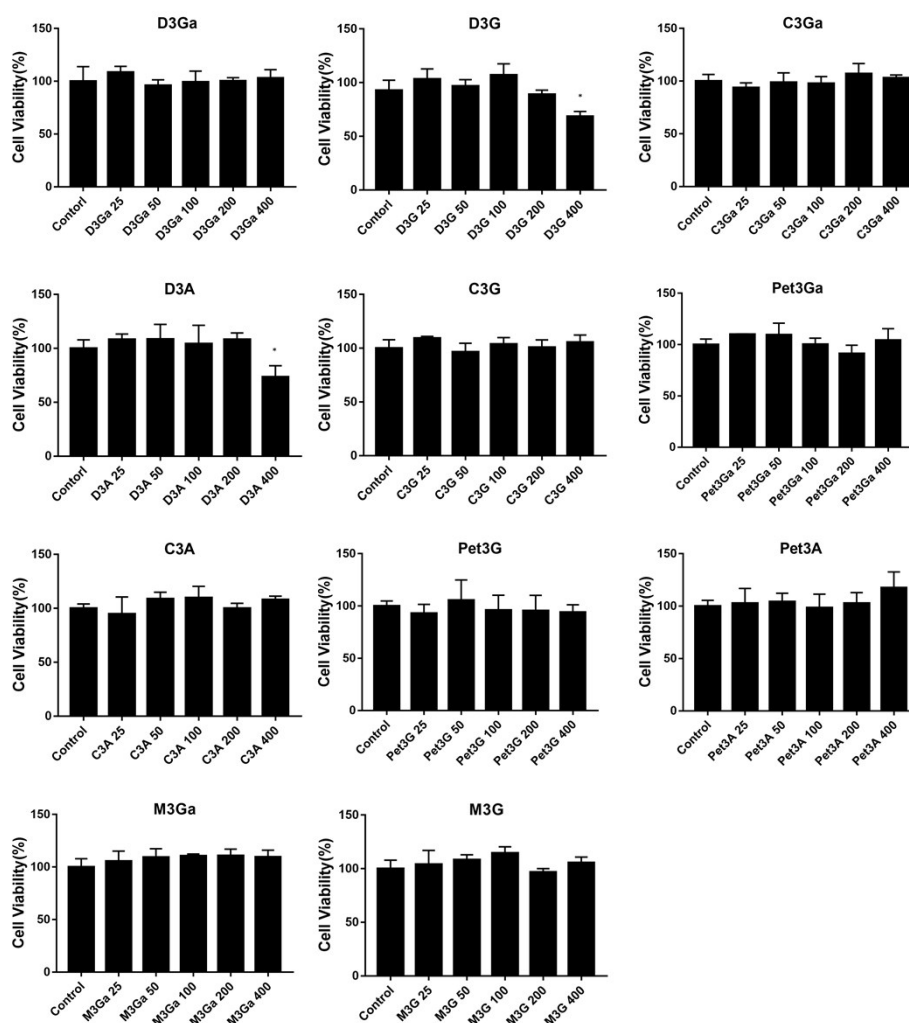 D3Ga
Cell Viability(%)
150
100
50
0
Contorl
D3Ga 25
D3Ga 50
D3Ga 100
D3Ga 200
D3Ga 400
D3G
Cell Viability(%)
150
100
50
0
*
Contorl
D3G 25
D3G 50
D3G 100
D3G 200
D3G 400
C3Ga
Cell Viability(%)
150
100
50
0
Control
C3Ga 25
C3Ga 50
C3Ga 100
C3Ga 200
C3Ga 400
D3A
Cell Viability(%)
150
100
50
0
*
Contorl
D3A 25
D3A 50
D3A 100
D3A 200
D3A 400
C3G
Cell Viability(%)
150
100
50
0
Contorl
C3G 25
C3G 50
C3G 100
C3G 200
C3G 400
Pet3Ga
Cell Viability(%)
150
100
50
0
Control
Pet3Ga 25
Pet3Ga 50
Pet3Ga 100
Pet3Ga 200
Pet3Ga 400
C3A
Cell Viability(%)
150
100
50
0
Control
C3A 25
C3A 50
C3A 100
C3A 200
C3A 400
Pet3G
Cell Viability(%)
150
100
50
0
Control
Pet3G 25
Pet3G 50
Pet3G 100
Pet3G 200
Pet3G 400
Pet3A
Cell Viability(%)
150
100
50
0
Control
Pet3A 25
Pet3A 50
Pet3A 100
Pet3A 200
Pet3A 400
M3Ga
Cell Viability(%)
150
100
50
0
Control
M3Ga 25
M3Ga 50
M3Ga 100
M3Ga 200
M3Ga 400
M3G
Cell Viability(%)
150
100
50
0
Control
M3G 25
M3G 50
M3G 100
M3G 200
M3G 400